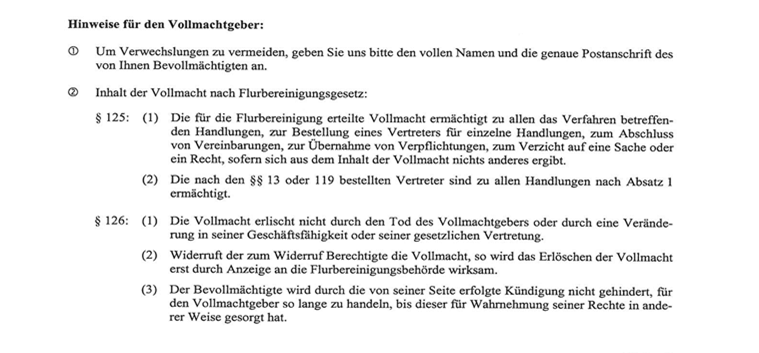 Hinweise für den Vollmachtgeber:
① Um Verwechslungen zu vermeiden, geben Sie uns bitte den vollen Namen und die genaue Postanschrift des
von Ihnen Bevollmächtigten an.
② Inhalt der Vollmacht nach Flurbereinigungsgesetz:
§ 125: (1) Die für die Flurbereinigung erteilte Vollmacht ermächtigt zu allen das Verfahren betreffen-
den Handlungen, zur Bestellung eines Vertreters für einzelne Handlungen, zum Abschluss
von Vereinbarungen, zur Übernahme von Verpflichtungen, zum Verzicht auf eine Sache oder
ein Recht, sofern sich aus dem Inhalt der Vollmacht nichts anderes ergibt.
(2) Die nach den §§ 13 oder 119 bestellten Vertreter sind zu allen Handlungen nach Absatz 1
ermächtigt.
§ 126: (1) Die Vollmacht erlischt nicht durch den Tod des Vollmachtgebers oder durch eine Verände-
rung in seiner Geschäftsfähigkeit oder seiner gesetzlichen Vertretung.
(2) Widerruft der zum Widerruf Berechtigte die Vollmacht, so wird das Erlöschen der Vollmacht
erst durch Anzeige an die Flurbereinigungsbehörde wirksam.
(3) Der Bevollmächtigte wird durch die von seiner Seite erfolgte Kündigung nicht gehindert, für
den Vollmachtgeber so lange zu handeln, bis dieser für Wahrnehmung seiner Rechte in ande-
rer Weise gesorgt hat.